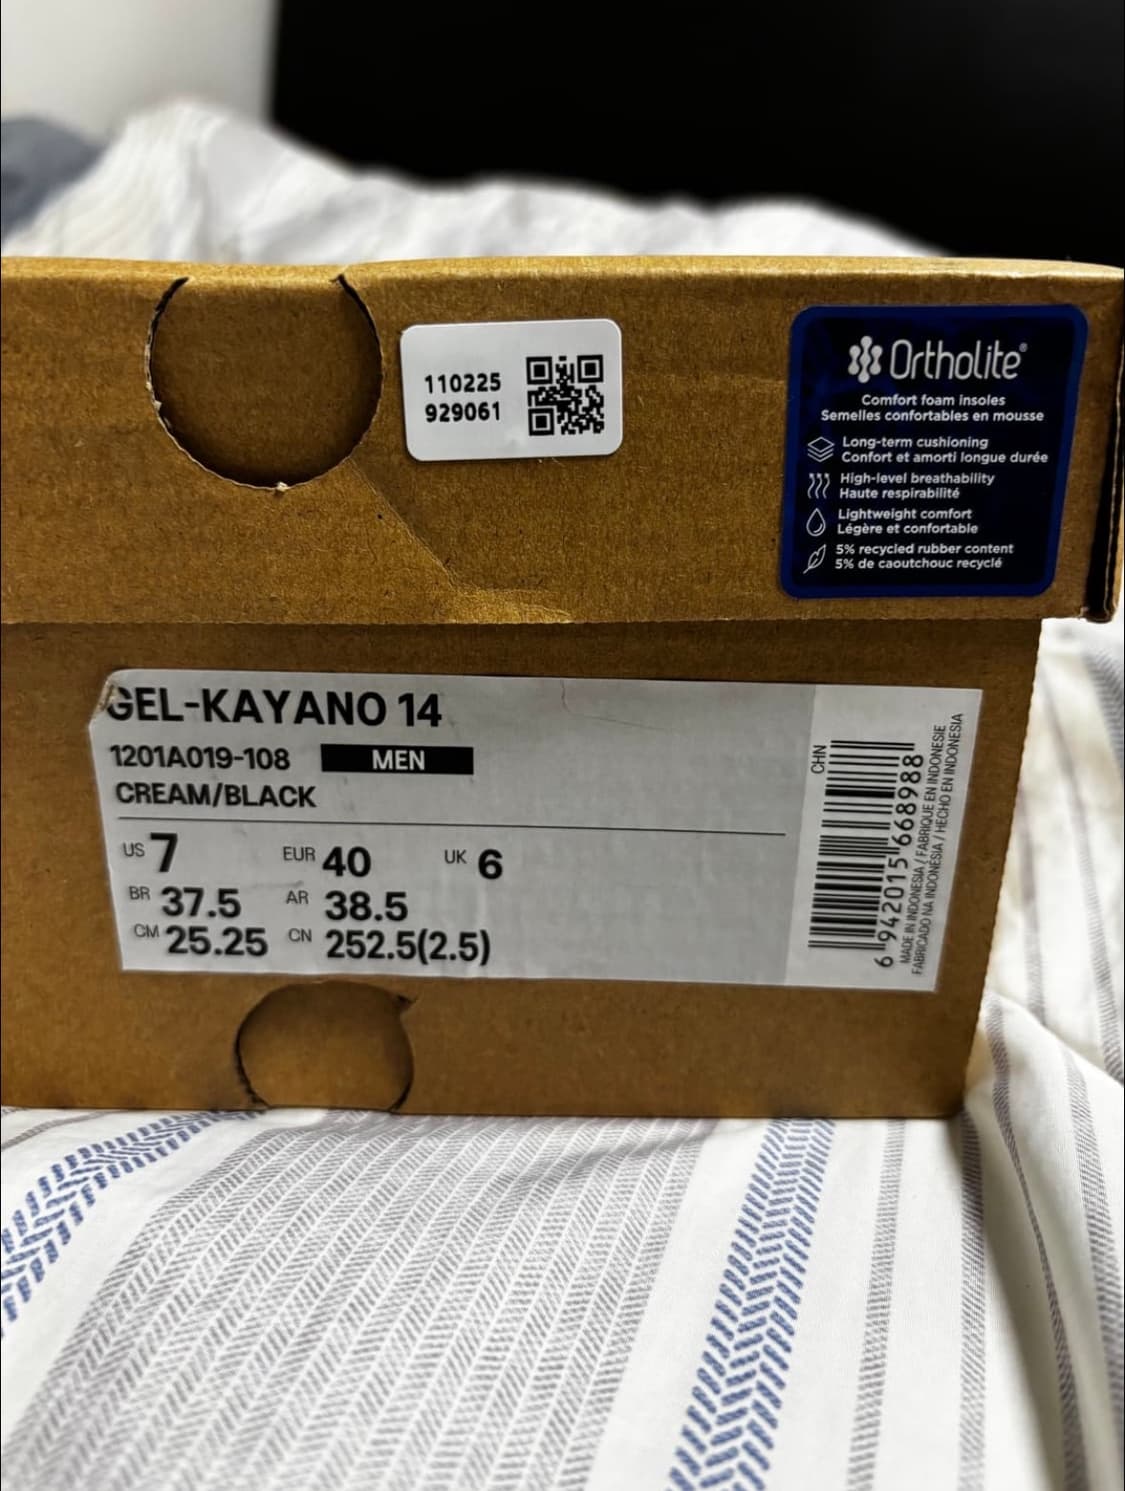 110225
929061
Ortholite®
Comfort foam insoles
Semelles confortables en mousse
Long-term cushioning
Confort et amorti longue durée
High-level breathability
Haute respirabilité
Lightweight comfort
Légère et confortable
5% recycled rubber content
5% de caoutchouc recyclé
GEL-KAYANO 14
1201A019-108 MEN
CREAM/BLACK
US 7 EUR 40 UK 6
BR 37.5 AR 38.5
CM 25.25 CN 252.5(2.5)
CHN
6 942015 668988
MADE IN INDONESIA / FABRIQUE EN INDONESIE
FABRICADO NA INDONÉSIA / HECHO EN INDONESIA